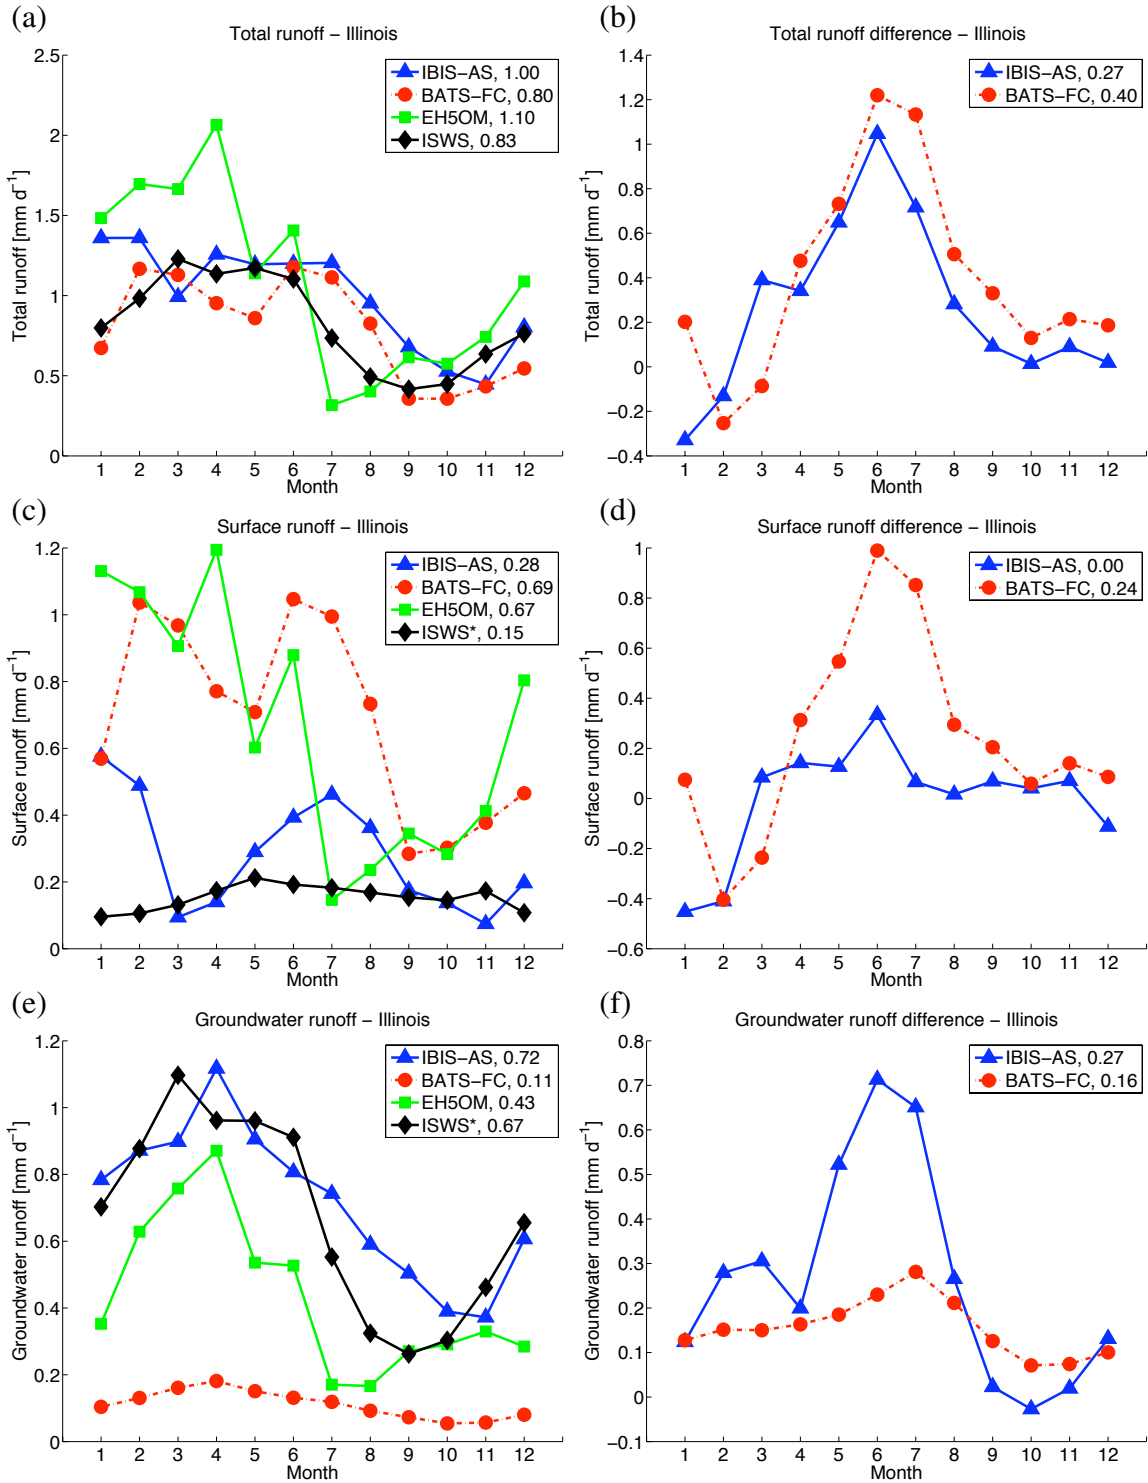 (a)
Total runoff − Illinois
2.5
2
1.5
1
0.5
0
Total runoff [mm d−1]
IBIS−AS, 1.00
BATS−FC, 0.80
EH5OM, 1.10
ISWS, 0.83
1 2 3 4 5 6 7 8 9 10 11 12
Month
(b)
Total runoff difference − Illinois
1.4
1.2
1
0.8
0.6
0.4
0.2
0
−0.2
−0.4
Total runoff [mm d−1]
IBIS−AS, 0.27
BATS−FC, 0.40
1 2 3 4 5 6 7 8 9 10 11 12
Month
(c)
Surface runoff − Illinois
1.2
1
0.8
0.6
0.4
0.2
0
Surface runoff [mm d−1]
IBIS−AS, 0.28
BATS−FC, 0.69
EH5OM, 0.67
ISWS*, 0.15
1 2 3 4 5 6 7 8 9 10 11 12
Month
(d)
Surface runoff difference − Illinois
1
0.8
0.6
0.4
0.2
0
−0.2
−0.4
−0.6
Surface runoff [mm d−1]
IBIS−AS, 0.00
BATS−FC, 0.24
1 2 3 4 5 6 7 8 9 10 11 12
Month
(e)
Groundwater runoff − Illinois
1.2
1
0.8
0.6
0.4
0.2
0
Groundwater runoff [mm d−1]
IBIS−AS, 0.72
BATS−FC, 0.11
EH5OM, 0.43
ISWS*, 0.67
1 2 3 4 5 6 7 8 9 10 11 12
Month
(f)
Groundwater runoff difference − Illinois
0.8
0.7
0.6
0.5
0.4
0.3
0.2
0.1
0
−0.1
Groundwater runoff [mm d−1]
IBIS−AS, 0.27
BATS−FC, 0.16
1 2 3 4 5 6 7 8 9 10 11 12
Month